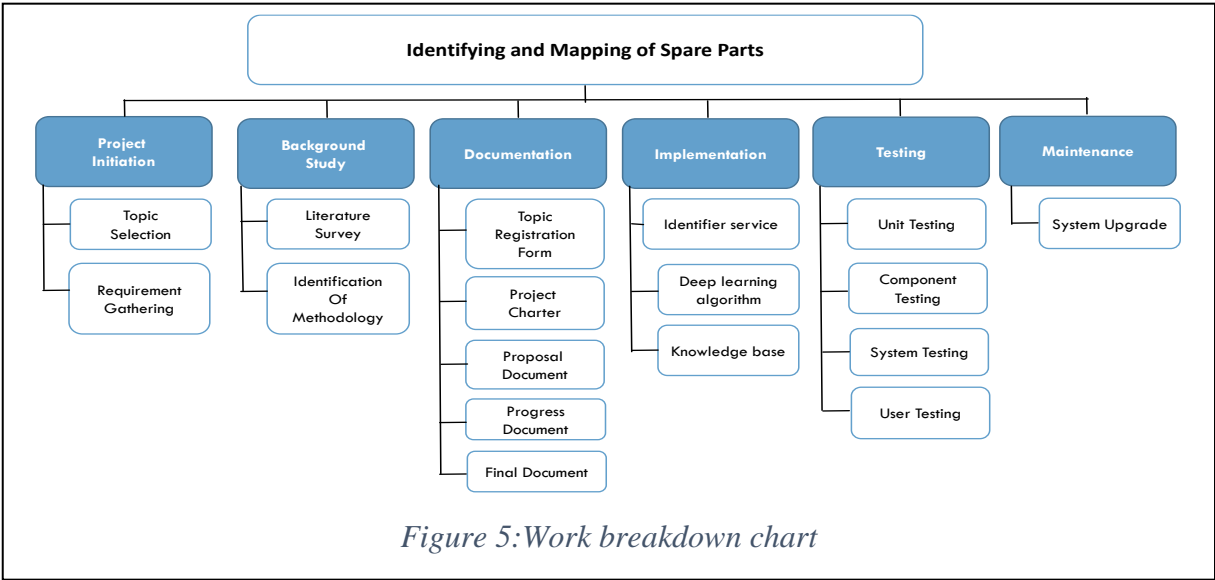 Identifying and Mapping of Spare Parts
Project
Initiation
Topic
Selection
Requirement
Gathering
Background
Study
Literature
Survey
Identification
Of
Methodology
Documentation
Topic
Registration
Form
Project
Charter
Proposal
Document
Progress
Document
Final Document
Implementation
Identifier service
Deep learning
algorithm
Knowledge base
Testing
Unit Testing
Component
Testing
System Testing
User Testing
Maintenance
System Upgrade
Figure 5:Work breakdown chart